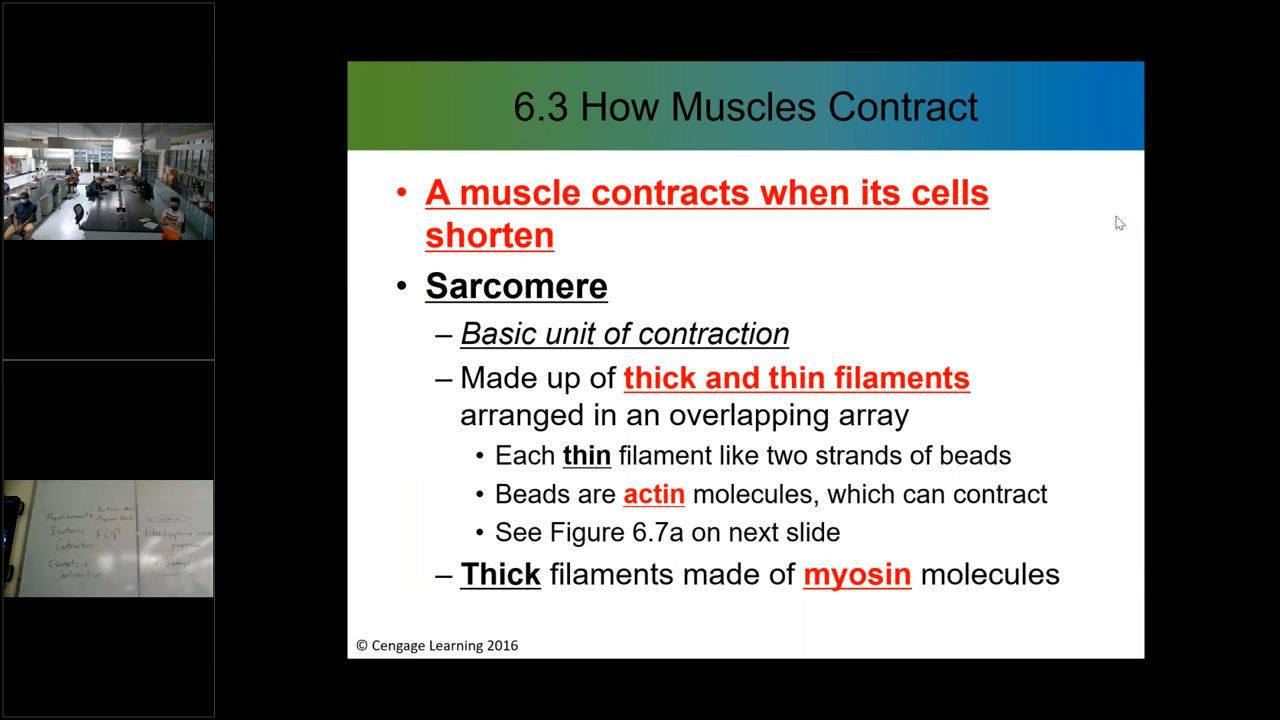 6.3 How Muscles Contract
• A muscle contracts when its cells
shorten
• Sarcomere
– Basic unit of contraction
– Made up of thick and thin filaments
arranged in an overlapping array
• Each thin filament like two strands of beads
• Beads are actin molecules, which can contract
• See Figure 6.7a on next slide
– Thick filaments made of myosin molecules
© Cengage Learning 2016
Isotonic FOP
Contraction
Isometric
contraction